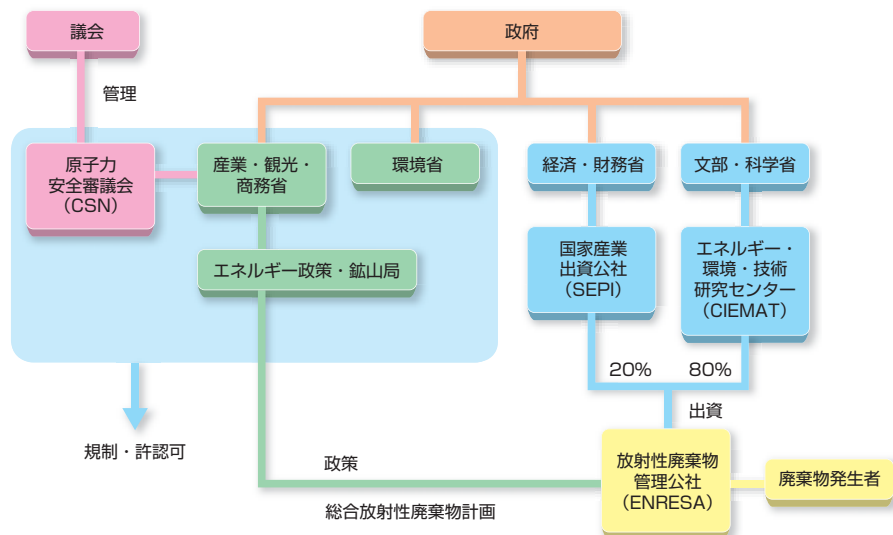 議会
政府
管理
原子力
安全審議会
（CSN）
産業・観光・
商務省
環境省
経済・財務省
文部・科学省
エネルギー政策・鉱山局
国家産業
出資公社
（SEPI）
エネルギー・
環境・技術
研究センター
（CIEMAT）
20%
80%
出資
規制・許認可
政策
総合放射性廃棄物計画
放射性廃棄物
管理公社
（ENRESA）
廃棄物発生者